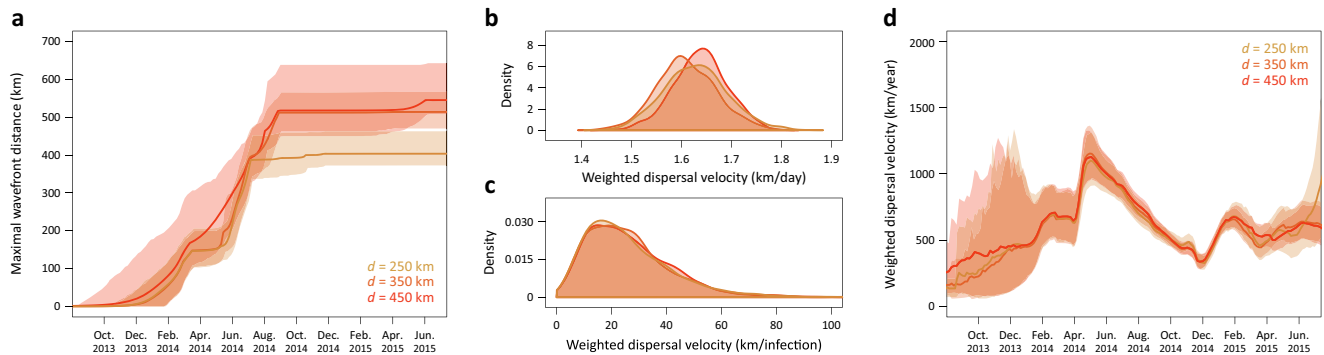 a
Maximal wavefront distance (km)
700
600
500
400
300
200
100
0
d = 250 km
d = 350 km
d = 450 km
Oct. 2013
Dec. 2013
Feb. 2014
Apr. 2014
Jun. 2014
Aug. 2014
Oct. 2014
Dec. 2014
Feb. 2015
Apr. 2015
Jun. 2015
b
Density
8
6
4
2
0
1.4 1.5 1.6 1.7 1.8 1.9
Weighted dispersal velocity (km/day)
c
Density
0.030
0.015
0
0 20 40 60 80 100
Weighted dispersal velocity (km/infection)
d
Weighted dispersal velocity (km/year)
2000
1500
1000
500
0
d = 250 km
d = 350 km
d = 450 km
Oct. 2013
Dec. 2013
Feb. 2014
Apr. 2014
Jun. 2014
Aug. 2014
Oct. 2014
Dec. 2014
Feb. 2015
Apr. 2015
Jun. 2015